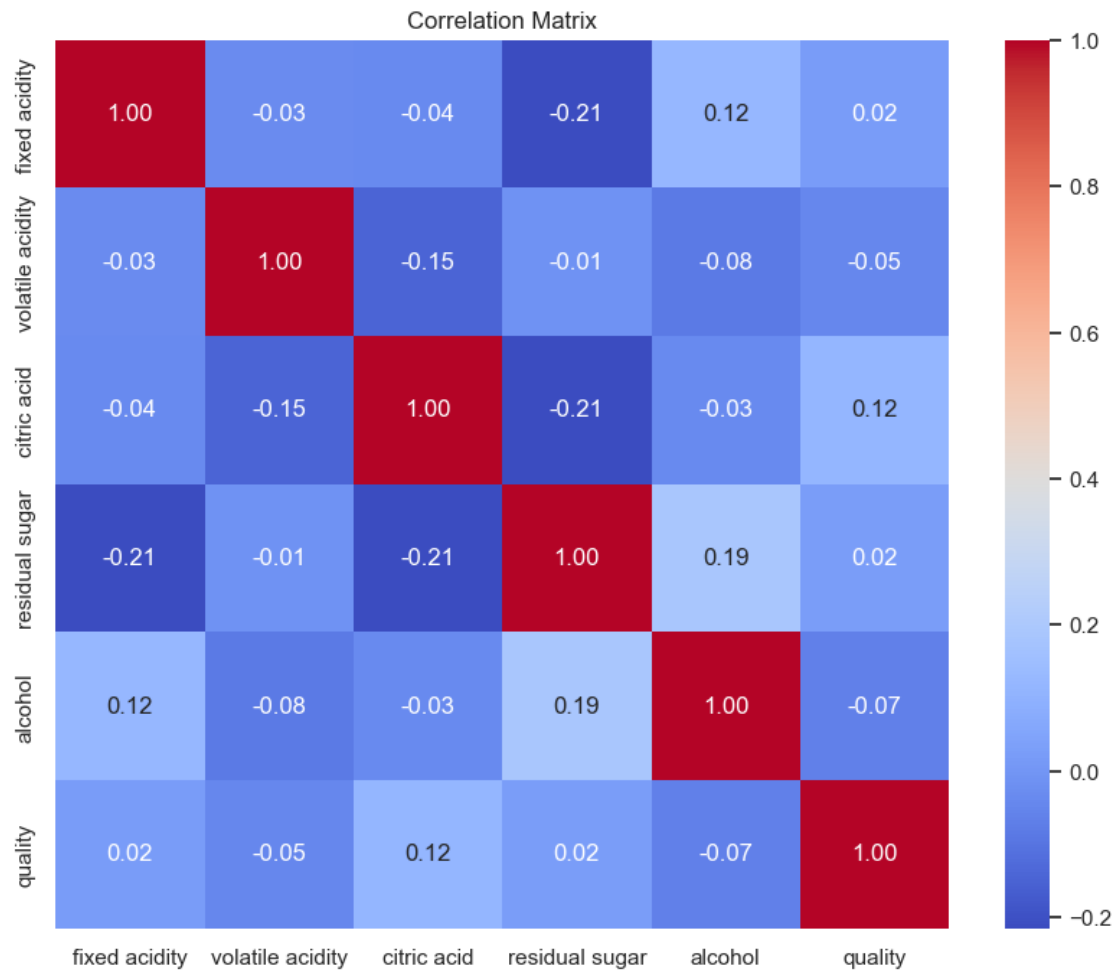 Correlation Matrix
fixed acidity 1.00 -0.03 -0.04 -0.21 0.12 0.02
volatile acidity -0.03 1.00 -0.15 -0.01 -0.08 -0.05
citric acid -0.04 -0.15 1.00 -0.21 -0.03 0.12
residual sugar -0.21 -0.01 -0.21 1.00 0.19 0.02
alcohol 0.12 -0.08 -0.03 0.19 1.00 -0.07
quality 0.02 -0.05 0.12 0.02 -0.07 1.00
fixed acidity volatile acidity citric acid residual sugar alcohol quality
1.0
0.8
0.6
0.4
0.2
0.0
−0.2